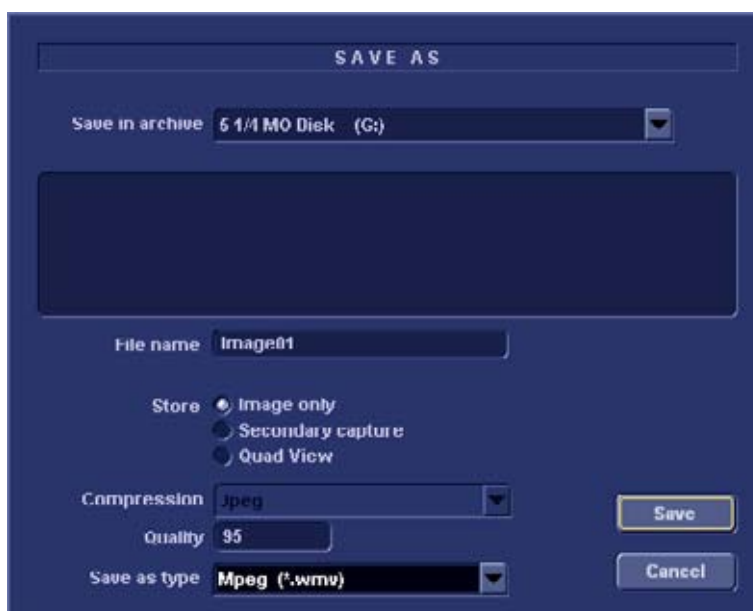 SAVE AS
Save in archive 5 1/4 MO Disk (G:)
File name Image01
Store Image only
Secondary capture
Quad View
Compression Jpeg
Quality 95
Save
Save as type Mpeg (*.wmv)
Cancel